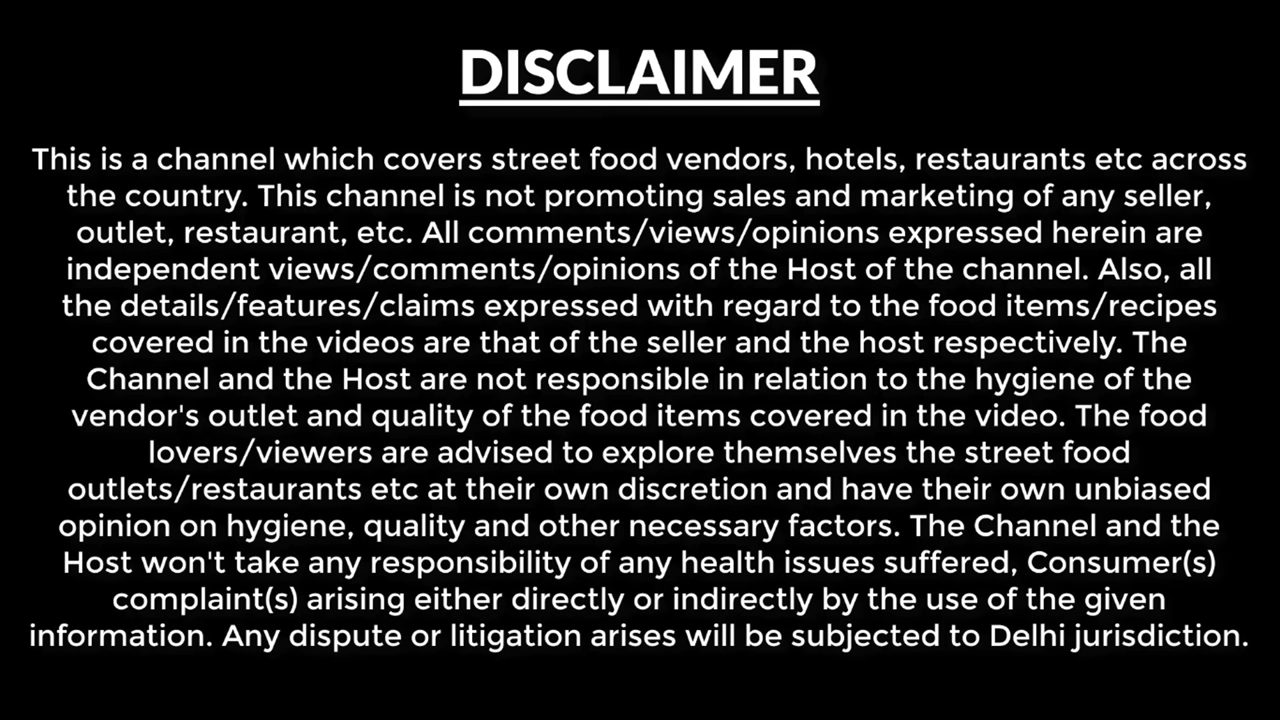 DISCLAIMER
This is a channel which covers street food vendors, hotels, restaurants etc across
the country. This channel is not promoting sales and marketing of any seller,
outlet, restaurant, etc. All comments/views/opinions expressed herein are
independent views/comments/opinions of the Host of the channel. Also, all
the details/features/claims expressed with regard to the food items/recipes
covered in the videos are that of the seller and the host respectively. The
Channel and the Host are not responsible in relation to the hygiene of the
vendor's outlet and quality of the food items covered in the video. The food
lovers/viewers are advised to explore themselves the street food
outlets/restaurants etc at their own discretion and have their own unbiased
opinion on hygiene, quality and other necessary factors. The Channel and the
Host won't take any responsibility of any health issues suffered, Consumer(s)
complaint(s) arising either directly or indirectly by the use of the given
information. Any dispute or litigation arises will be subjected to Delhi jurisdiction.